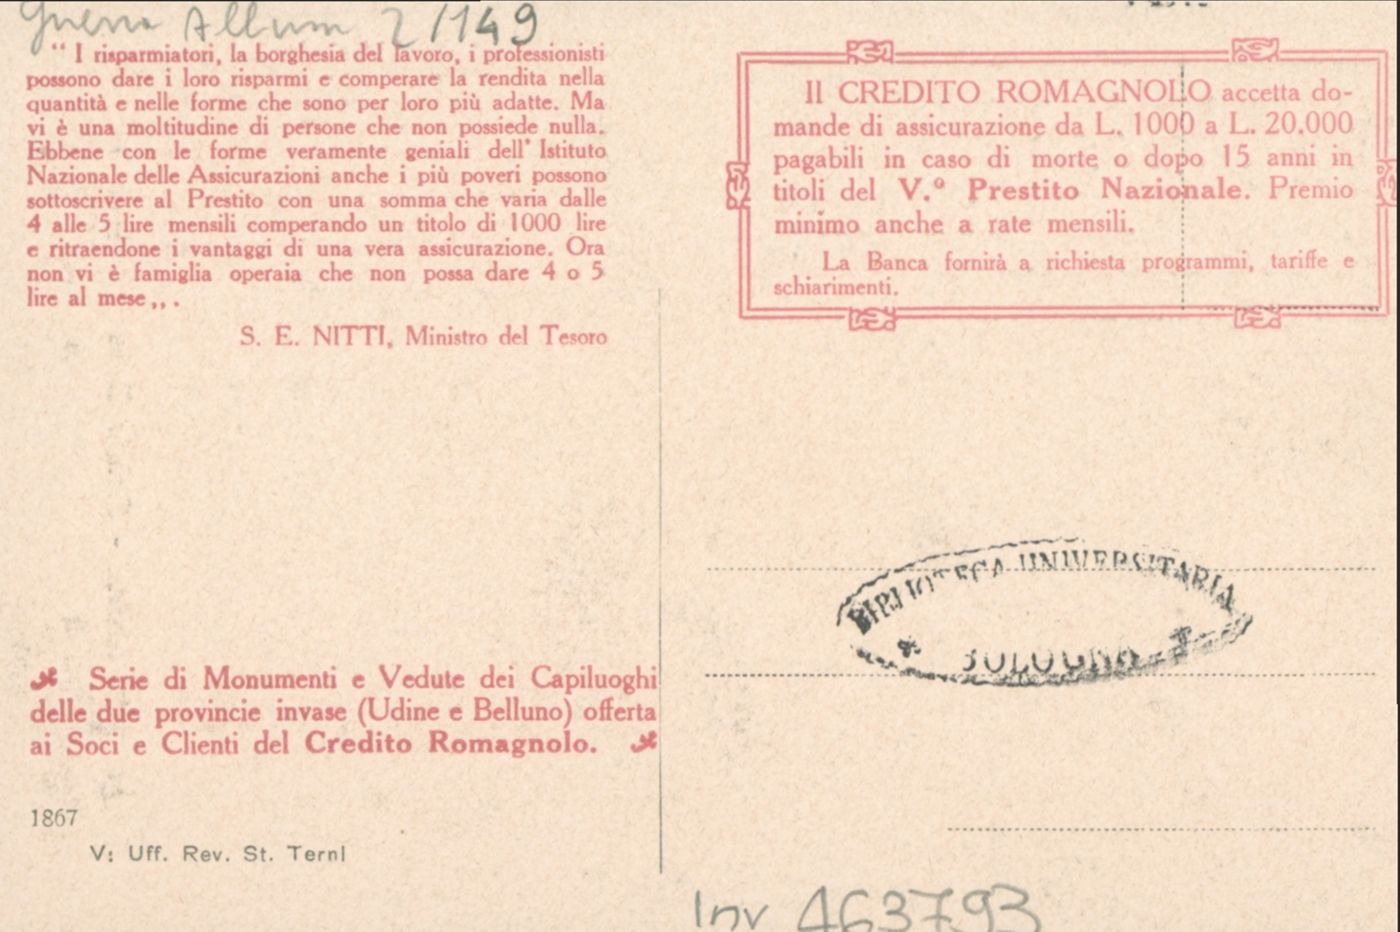 Guerra Album 2/149
“ I risparmiatori, la borghesia del lavoro, i professionisti
possono dare i loro risparmi e comperare la rendita nella
quantità e nelle forme che sono per loro più adatte. Ma
vi è una moltitudine di persone che non possiede nulla.
Ebbene con le forme veramente geniali dell' Istituto
Nazionale delle Assicurazioni anche i più poveri possono
sottoscrivere al Prestito con una somma che varia dalle
4 alle 5 lire mensili comperando un titolo di 1000 lire
e ritraendone i vantaggi di una vera assicurazione. Ora
non vi è famiglia operaia che non possa dare 4 o 5
lire al mese ,, .
S. E. NITTI, Ministro del Tesoro
Serie di Monumenti e Vedute dei Capiluoghi
delle due provincie invase (Udine e Belluno) offerta
ai Soci e Clienti del Credito Romagnolo.
1867
V: Uff. Rev. St. Terni
Il CREDITO ROMAGNOLO accetta do-
mande di assicurazione da L. 1000 a L. 20.000
pagabili in caso di morte o dopo 15 anni in
titoli del V.º Prestito Nazionale. Premio
minimo anche a rate mensili.
La Banca fornirà a richiesta programmi, tariffe e
schiarimenti.
BIBLIOTECA UNIVERSITARIA
BOLOGNA
Inv 463793